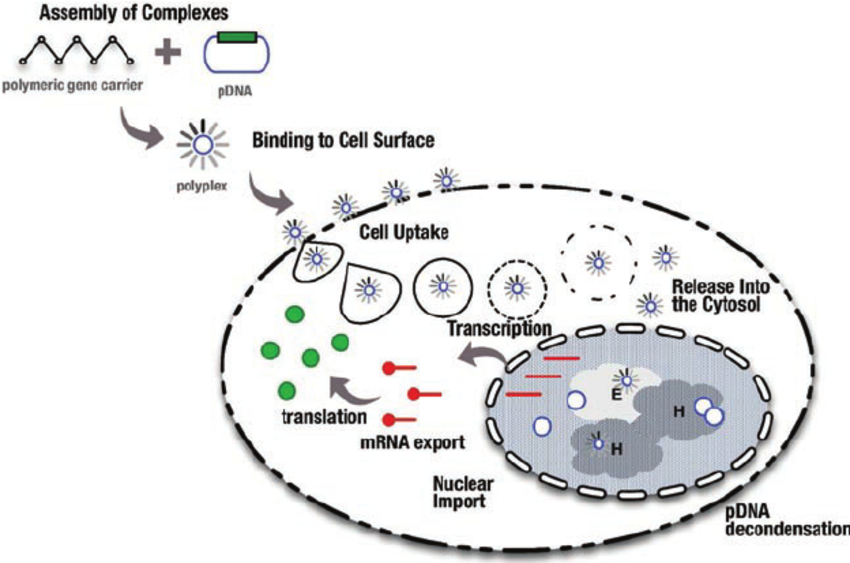 Assembly of Complexes
polymeric gene carrier
pDNA
polyplex
Binding to Cell Surface
Cell Uptake
Release Into
the Cytosol
Transcription
E
H
H
translation
mRNA export
Nuclear
Import
pDNA
decondensation